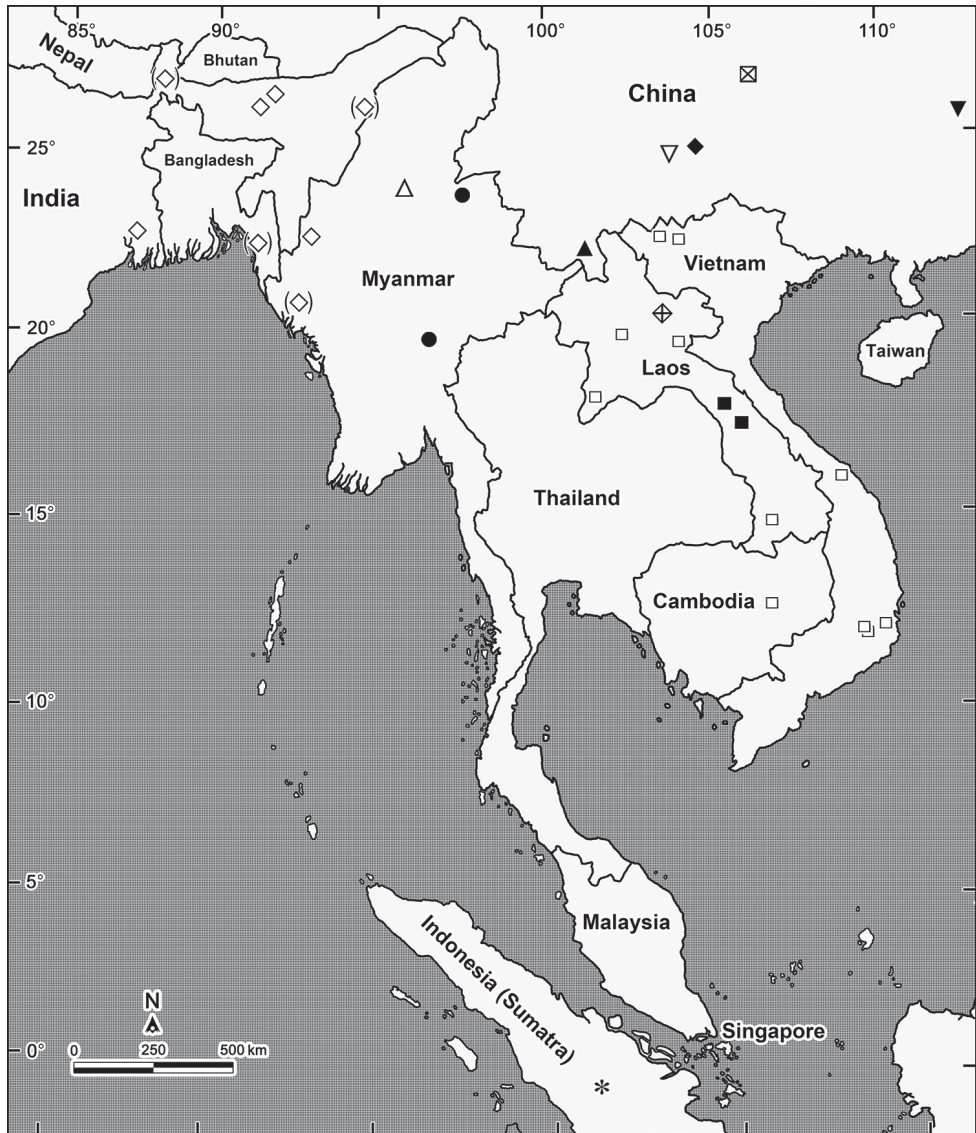 85°
90°
100°
105°
110°
Nepal
Bhutan
China
25°
Bangladesh
India
Myanmar
Vietnam
20°
Taiwan
Laos
Thailand
15°
Cambodia
10°
5°
Malaysia
Indonesia (Sumatra)
N
Singapore
0°
0 250 500 km